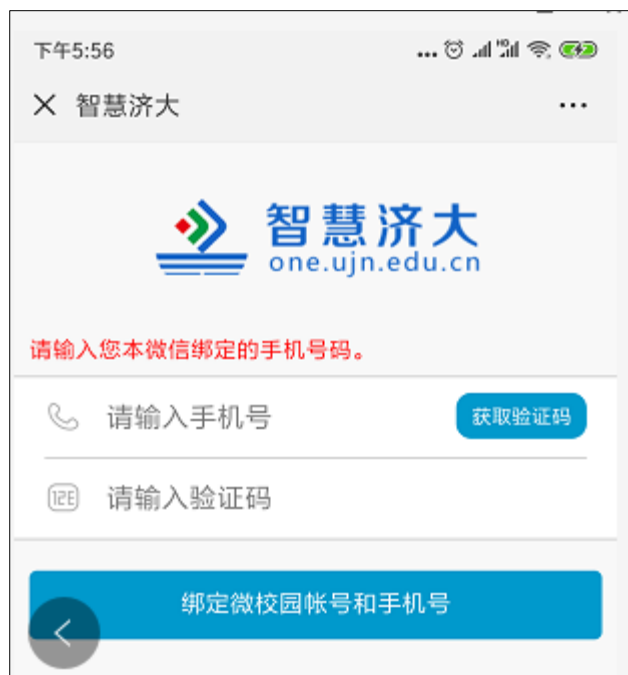 下午5:56
智慧济大
智慧济大
one.ujn.edu.cn
请输入您本微信绑定的手机号码。
请输入手机号
获取验证码
请输入验证码
绑定微校园帐号和手机号